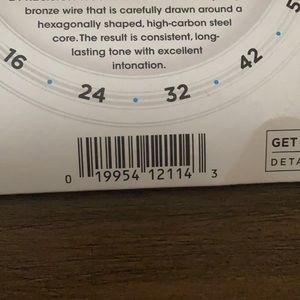 bronze wire that is carefully drawn around a
hexagonally shaped, high-carbon steel
core. The result is consistent, long-
lasting tone with excellent
intonation.
16 • 24 • 32 • 42 •
GET
DETA
0 19954 12114 3